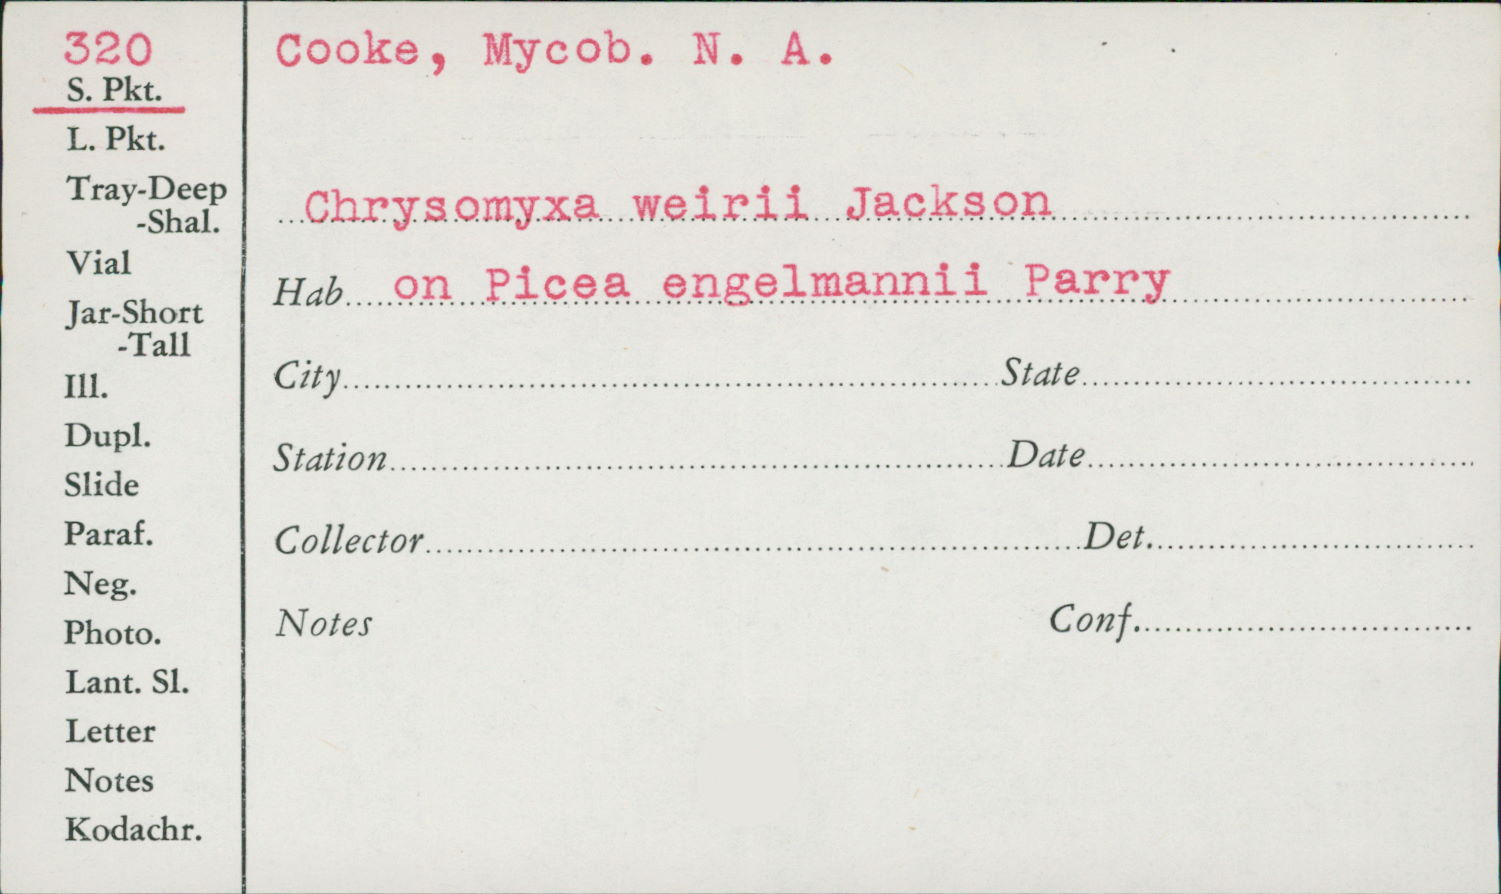 320
S. Pkt.
L. Pkt.
Tray-Deep
-Shal.
Vial
Jar-Short
-Tall
Ill.
Dupl.
Slide
Paraf.
Neg.
Photo.
Lant. Sl.
Letter
Notes
Kodachr.
Cooke, Mycob. N. A.
Chrysomyxa weirii Jackson
Hab on Picea engelmannii Parry
City State
Station Date
Collector Det.
Notes Conf.